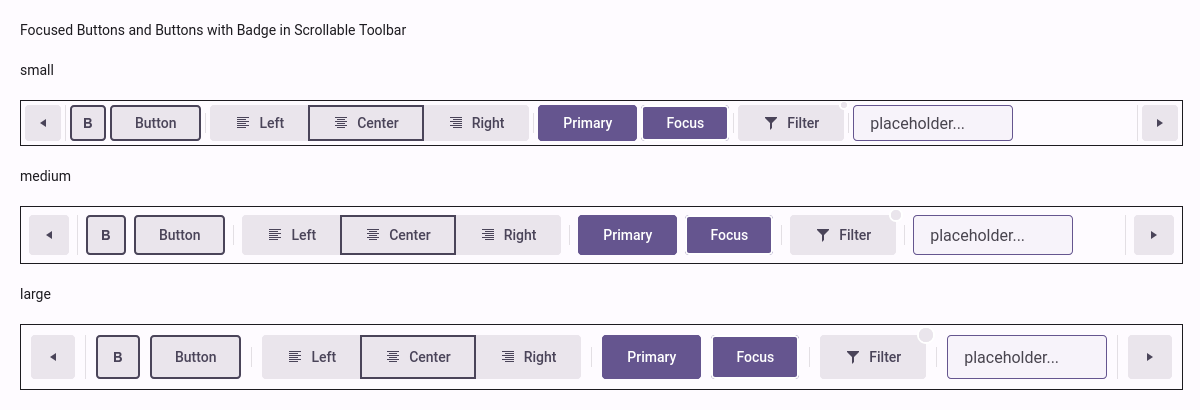 Focused Buttons and Buttons with Badge in Scrollable Toolbar
small
B Button Left Center Right Primary Focus Filter placeholder...
medium
B Button Left Center Right Primary Focus Filter placeholder...
large
B Button Left Center Right Primary Focus Filter placeholder...